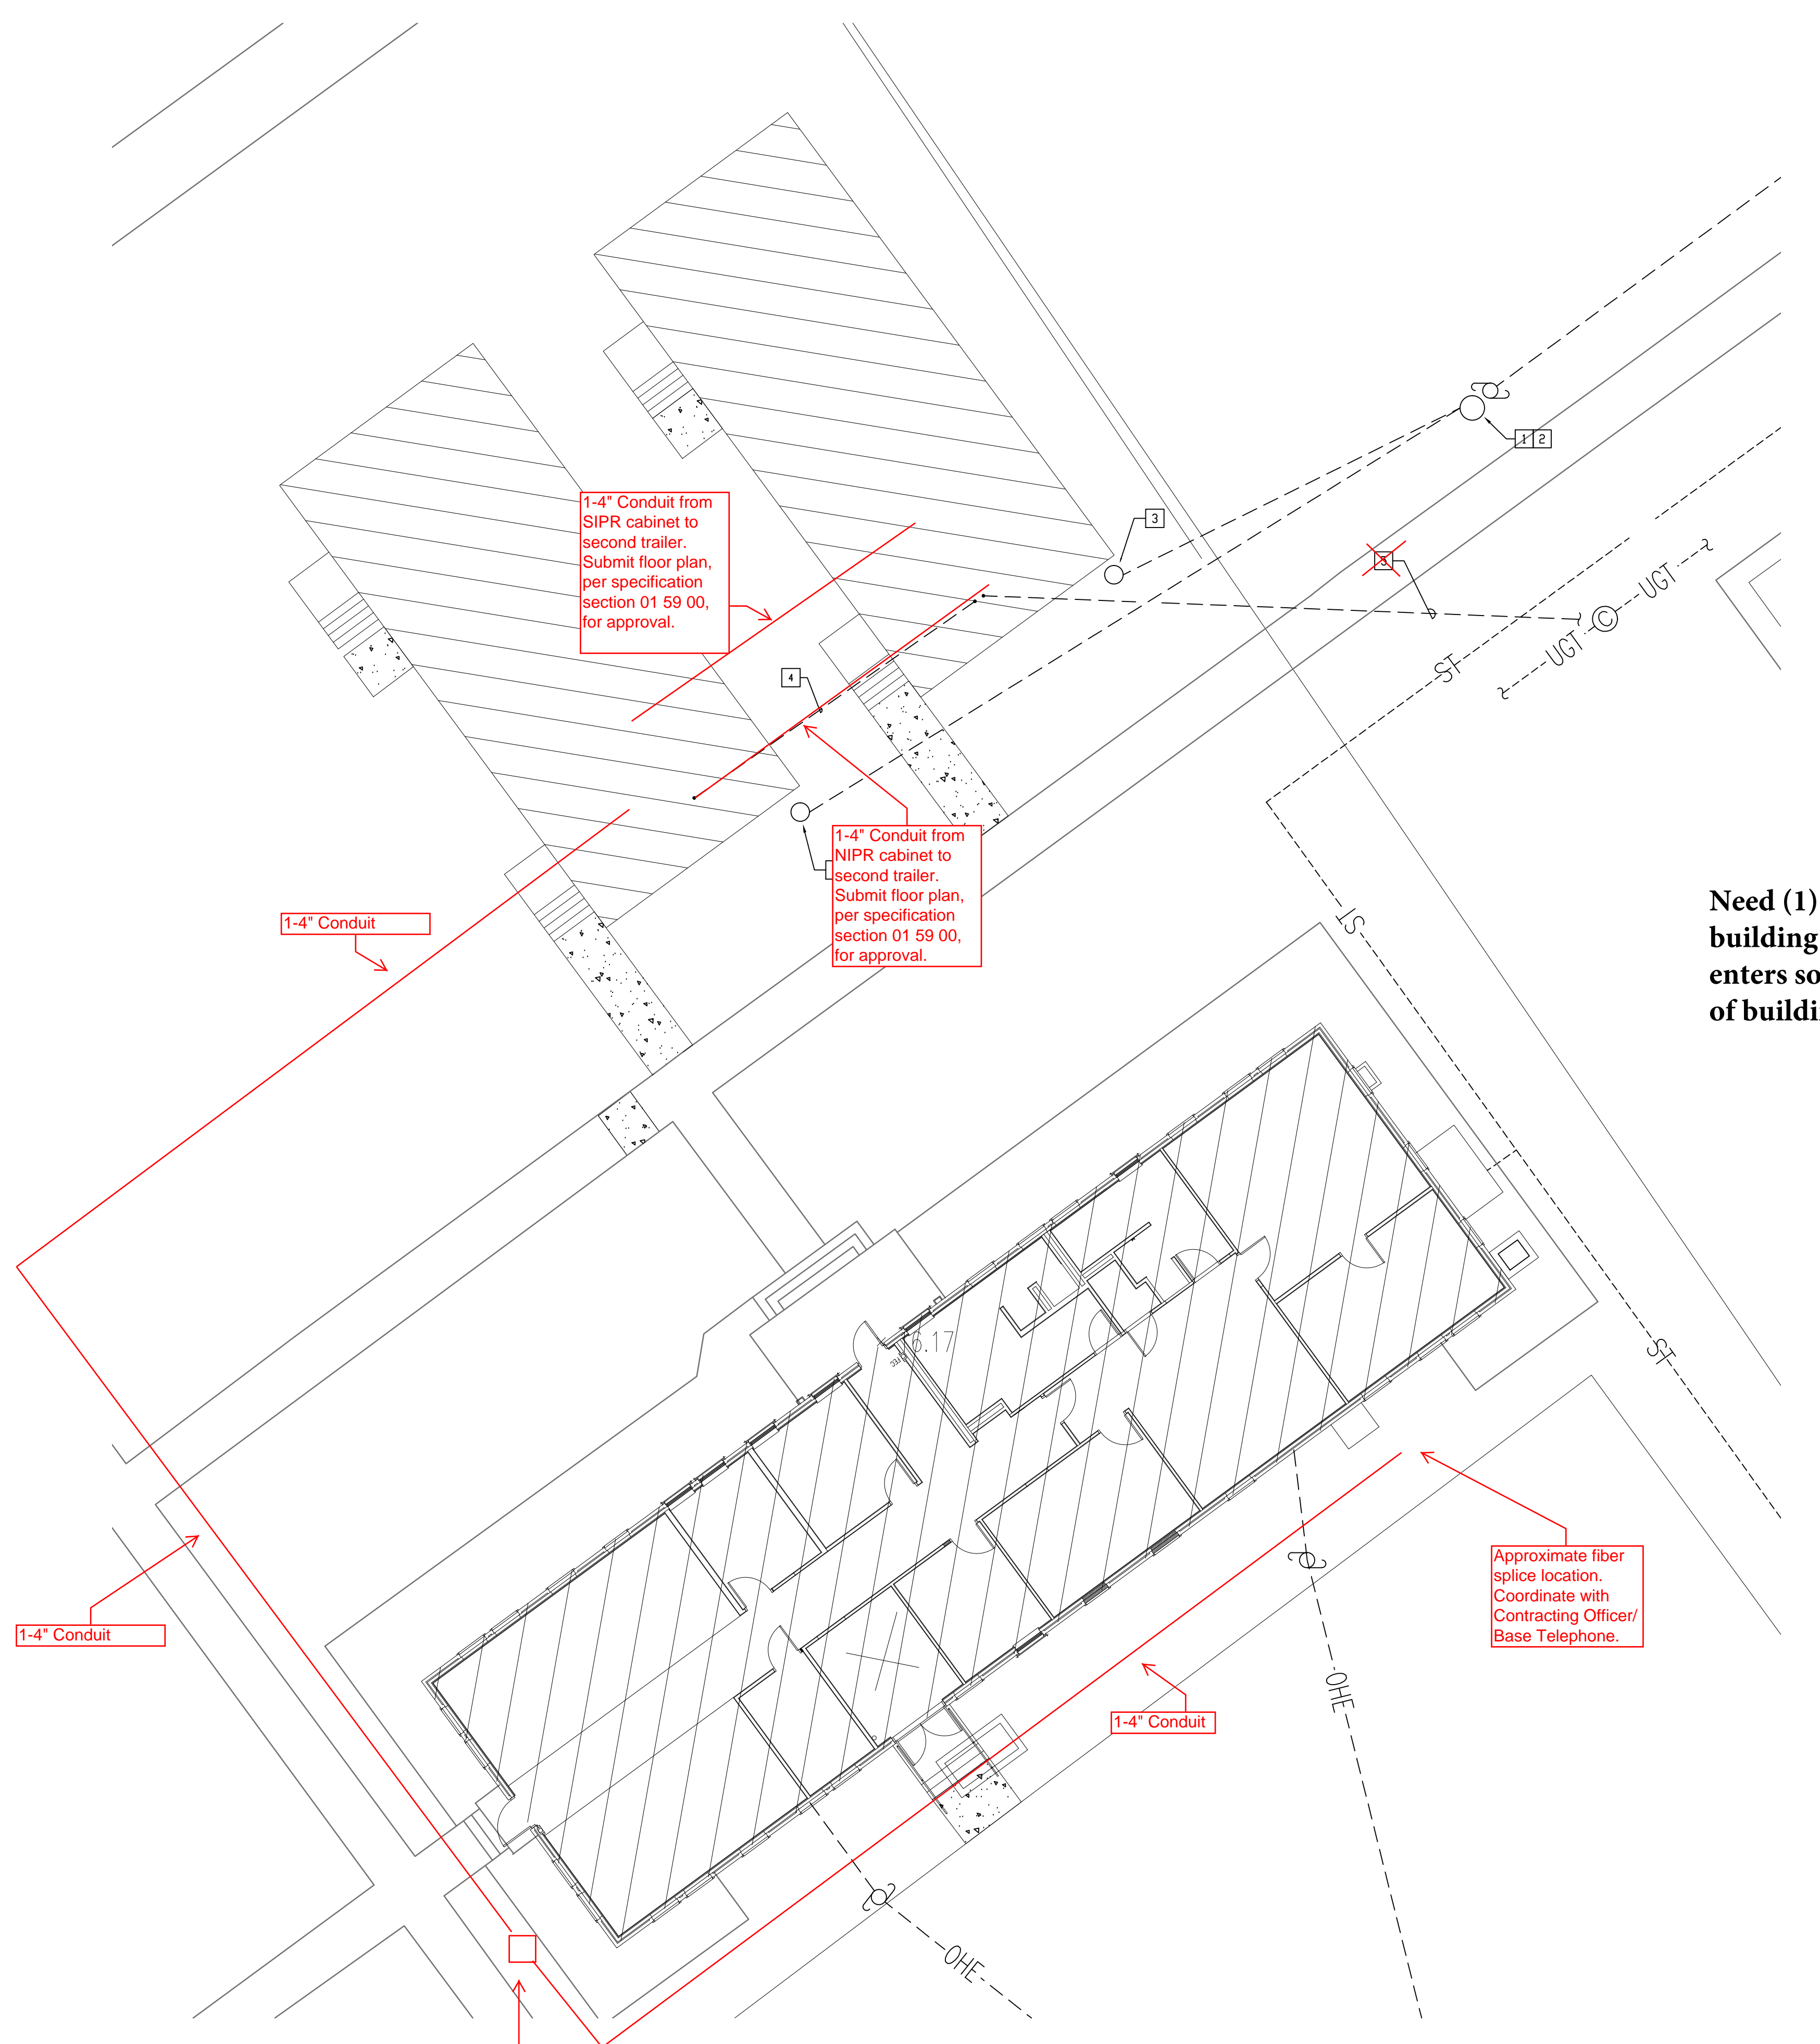 1-4" Conduit from
SIPR cabinet to
second trailer.
Submit floor plan,
per specification
section 01 59 00,
for approval.
1
2
3
5
UGT
C
UGT
ST
4
1-4" Conduit from
NIPR cabinet to
second trailer.
Submit floor plan,
per specification
section 01 59 00,
for approval.
1-4" Conduit
Need (1)
building
enters
of
ST
6.17
ST
1-4" Conduit
Approximate fiber
splice location.
Coordinate with
Contracting Officer/
Base Telephone.
1-4" Conduit
OHE
OHE